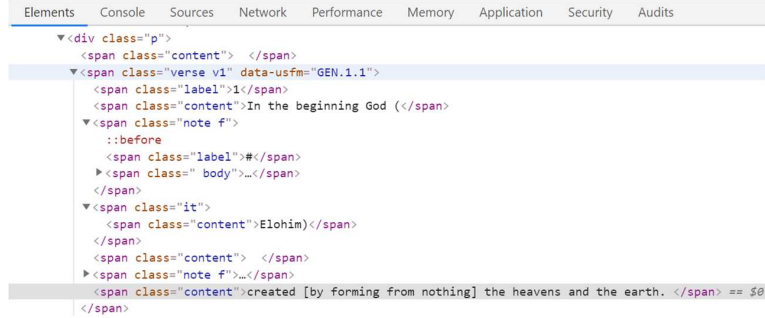 Elements Console Sources Network Performance Memory Application Security Audits
▼<div class="p">
<span class="content">  </span>
▼<span class="verse v1" data-usfm="GEN.1.1">
<span class="label">1</span>
<span class="content">In the beginning God (</span>
▼<span class="note f">
::before
<span class="label">#</span>
▶<span class=" body">…</span>
</span>
▼<span class="it">
<span class="content">Elohim)</span>
</span>
<span class="content">  </span>
▶<span class="note f">…</span>
<span class="content">created [by forming from nothing] the heavens and the earth. </span> == $0
</span>